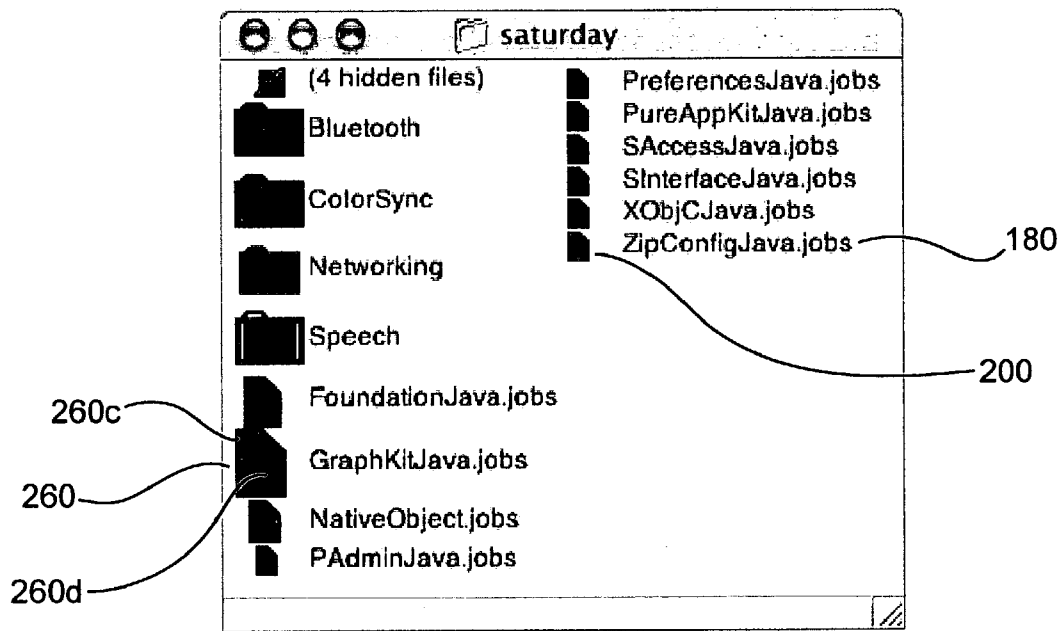 saturday
(4 hidden files)
Bluetooth
ColorSync
Networking
Speech
FoundationJava.jobs
GraphKitJava.jobs
NativeObject.jobs
PAdminJava.jobs
PreferencesJava.jobs
PureAppKitJava.jobs
SAccessJava.jobs
SInterfaceJava.jobs
XObjCJava.jobs
ZipConfigJava.jobs
180
200
260c
260
260d